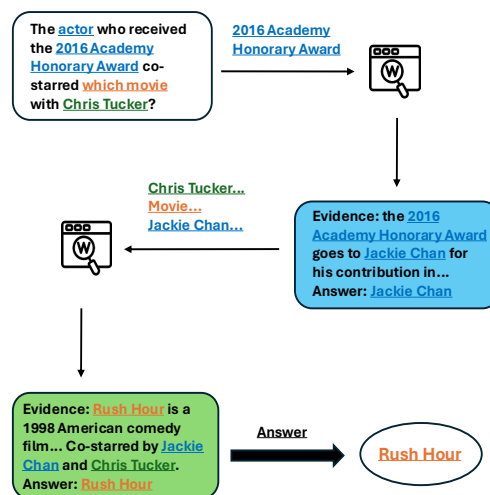 The actor who received
the 2016 Academy
Honorary Award co-
starred which movie
with Chris Tucker?
2016 Academy
Honorary Award
W
Chris Tucker...
Movie...
Jackie Chan...
W
Evidence: the 2016
Academy Honorary Award
goes to Jackie Chan for
his contribution in...
Answer: Jackie Chan
Evidence: Rush Hour is a
1998 American comedy
film... Co-starred by Jackie
Chan and Chris Tucker.
Answer: Rush Hour
Answer
Rush Hour